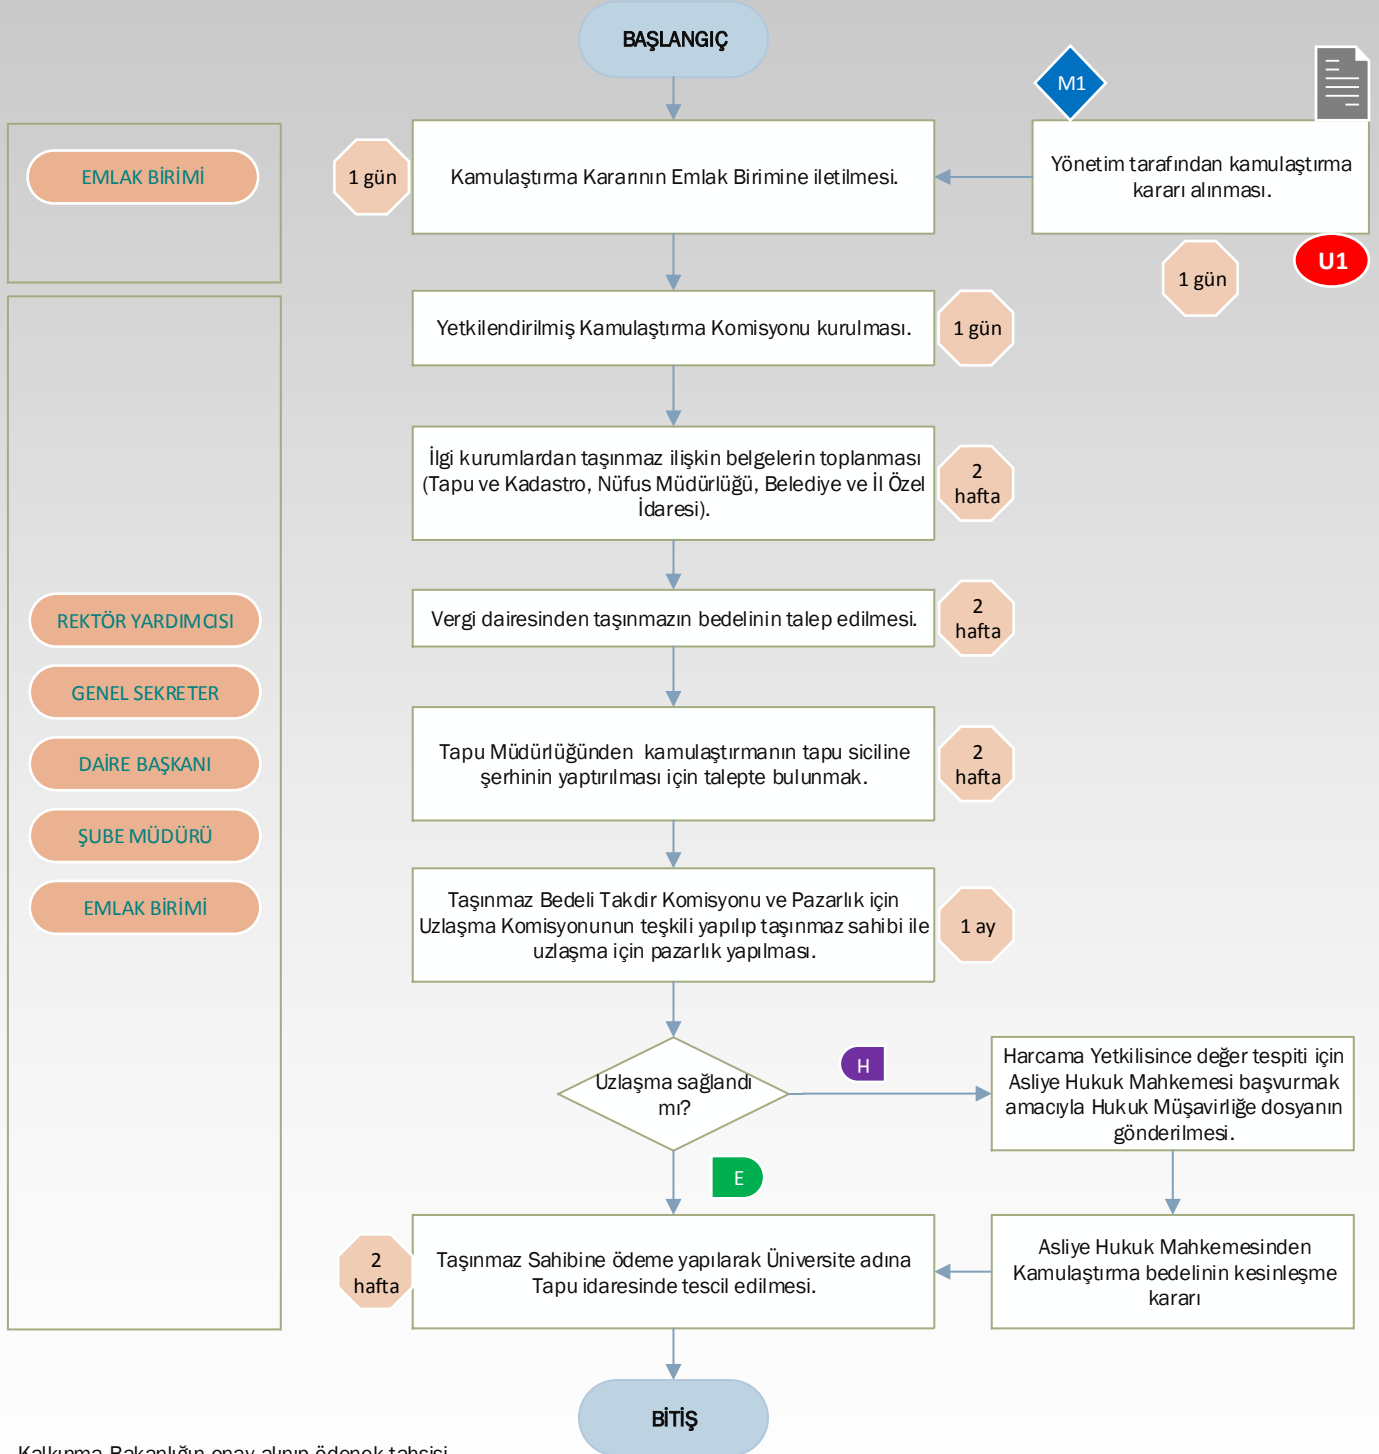 BAŞLANGIÇ
M1
EMLAK BİRİMİ
1 gün
Kamulaştırma Kararının Emlak Birimine iletilmesi.
Yönetim tarafından kamulaştırma
kararı alınması.
U1
1 gün
Yetkilendirilmiş Kamulaştırma Komisyonu kurulması.
1 gün
İlgi kurumlardan taşınmaz ilişkin belgelerin toplanması
(Tapu ve Kadastro, Nüfus Müdürlüğü, Belediye ve İl Özel
İdaresi).
2
hafta
Vergi dairesinden taşınmazın bedelinin talep edilmesi.
2
hafta
REKTÖR YARDIMCISI
GENEL SEKRETER
DAİRE BAŞKANI
ŞUBE MÜDÜRÜ
EMLAK BİRİMİ
Tapu Müdürlüğünden kamulaştırmanın tapu siciline
şerhinin yaptırılması için talepte bulunmak.
2
hafta
Taşınmaz Bedeli Takdir Komisyonu ve Pazarlık için
Uzlaşma Komisyonunun teşkili yapılıp taşınmaz sahibi ile
uzlaşma için pazarlık yapılması.
1 ay
Uzlaşma sağlandı
mı?
H
Harcama Yetkilisince değer tespiti için
Asliye Hukuk Mahkemesi başvurmak
amacıyla Hukuk Müşavirliğe dosyanın
gönderilmesi.
E
2
hafta
Taşınmaz Sahibine ödeme yapılarak Üniversite adına
Tapu idaresinde tescil edilmesi.
Asliye Hukuk Mahkemesinden
Kamulaştırma bedelinin kesinleşme
kararı
BİTİŞ
Kalkınma Bakanlığın onay alınıp ödenek tahsisi